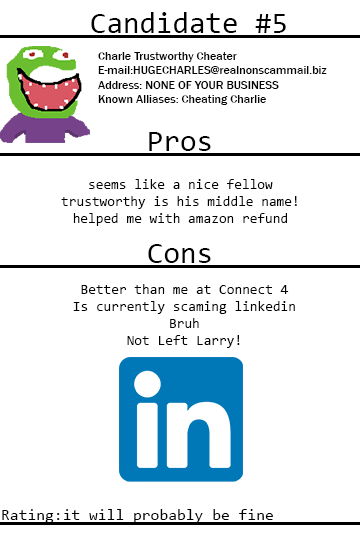 Candidate #5
Charle Trustworthy Cheater
E-mail:HUGECHARLES@realnonscammail.biz
Address: NONE OF YOUR BUSINESS
Known Alliases: Cheating Charlie
Pros
seems like a nice fellow
trustworthy is his middle name!
helped me with amazon refund
Cons
Better than me at Connect 4
Is currently scaming linkedin
Bruh
Not Left Larry!
in
Rating:it will probably be fine